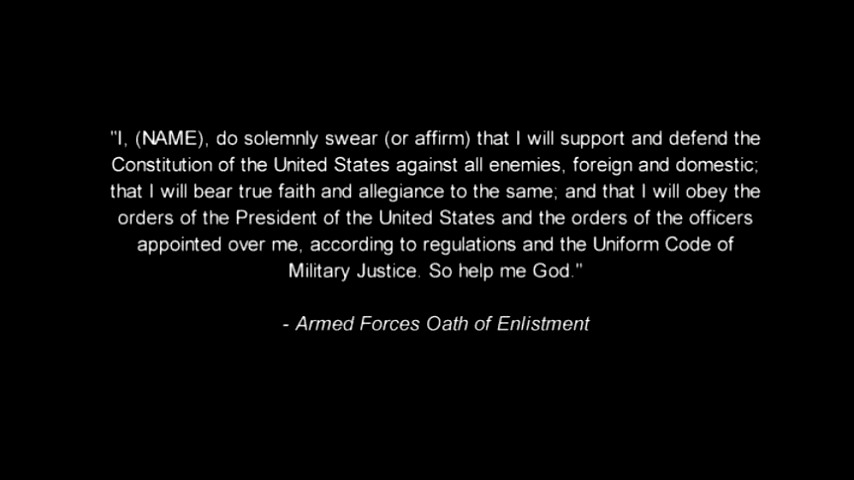 "I, (NAME), do solemnly swear (or affirm) that I will support and defend the
Constitution of the United States against all enemies, foreign and domestic;
that I will bear true faith and allegiance to the same; and that I will obey the
orders of the President of the United States and the orders of the officers
appointed over me, according to regulations and the Uniform Code of
Military Justice. So help me God."
- Armed Forces Oath of Enlistment